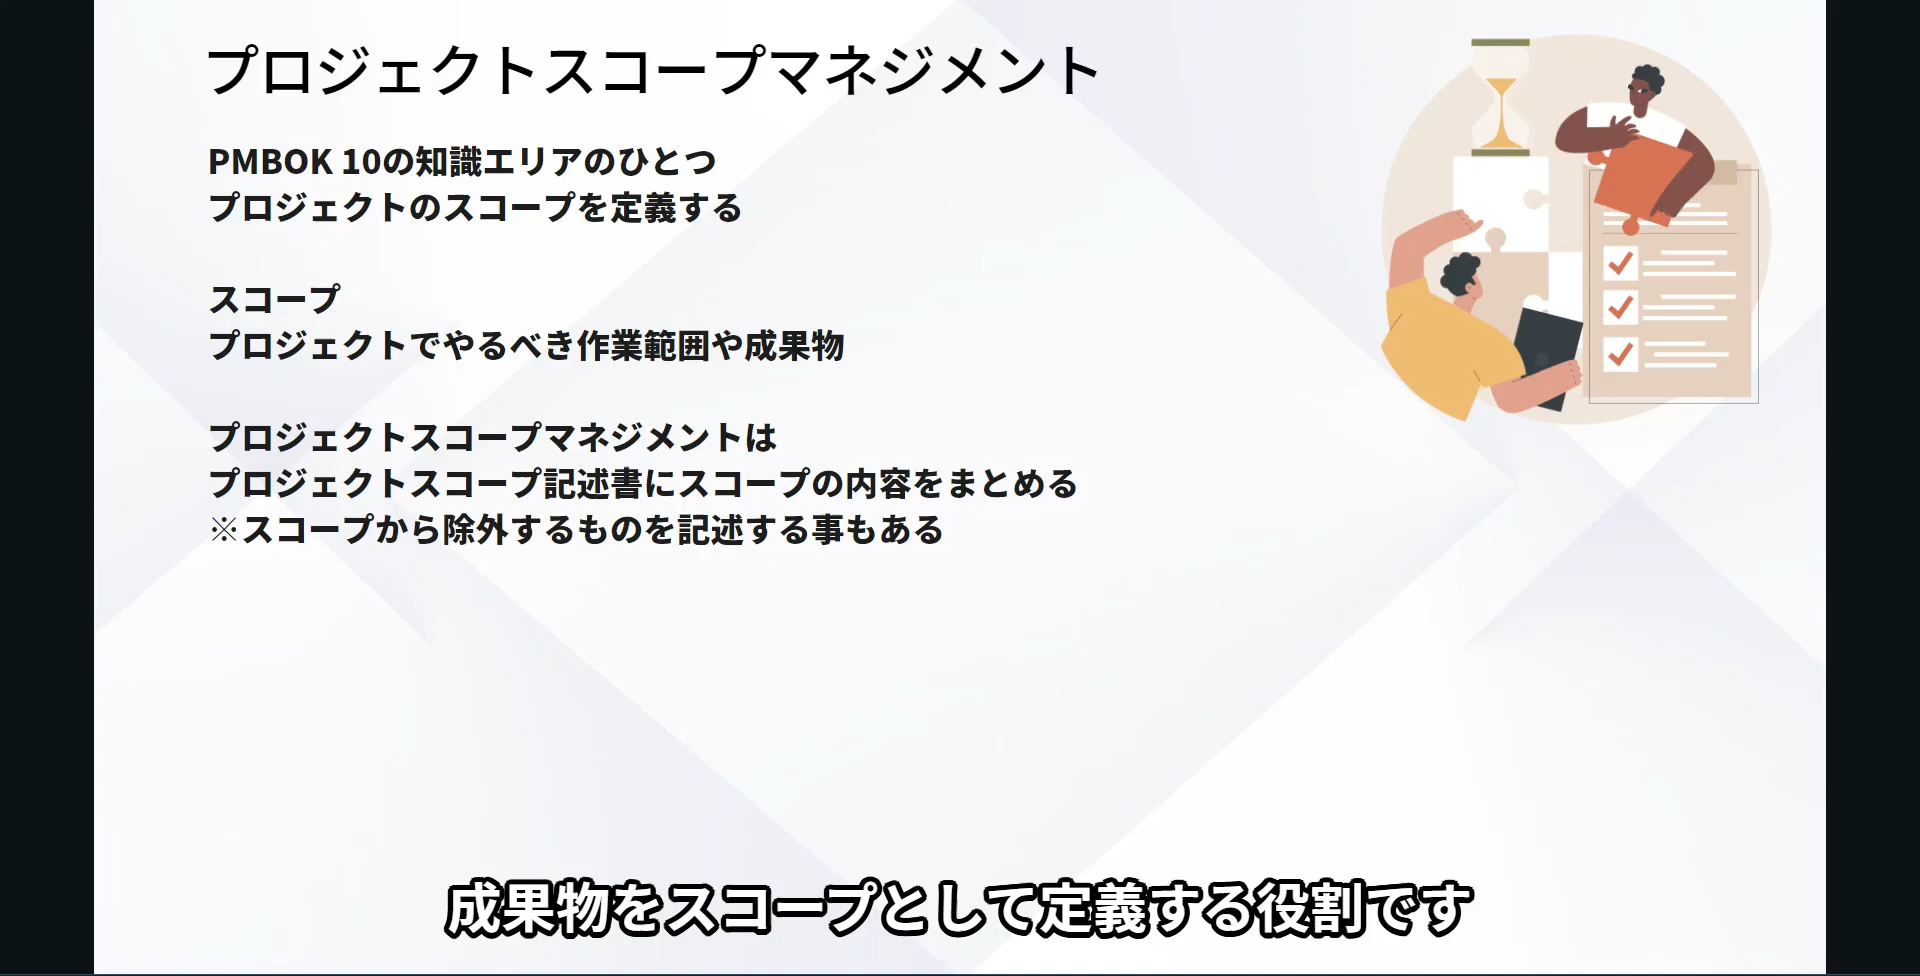 プロジェクトスコープマネジメント
PMBOK 10の知識エリアのひとつ
プロジェクトのスコープを定義する
スコープ
プロジェクトでやるべき作業範囲や成果物
プロジェクトスコープマネジメントは
プロジェクトスコープ記述書にスコープの内容をまとめる
※スコープから除外するものを記述する事もある
成果物をスコープとして定義する役割です